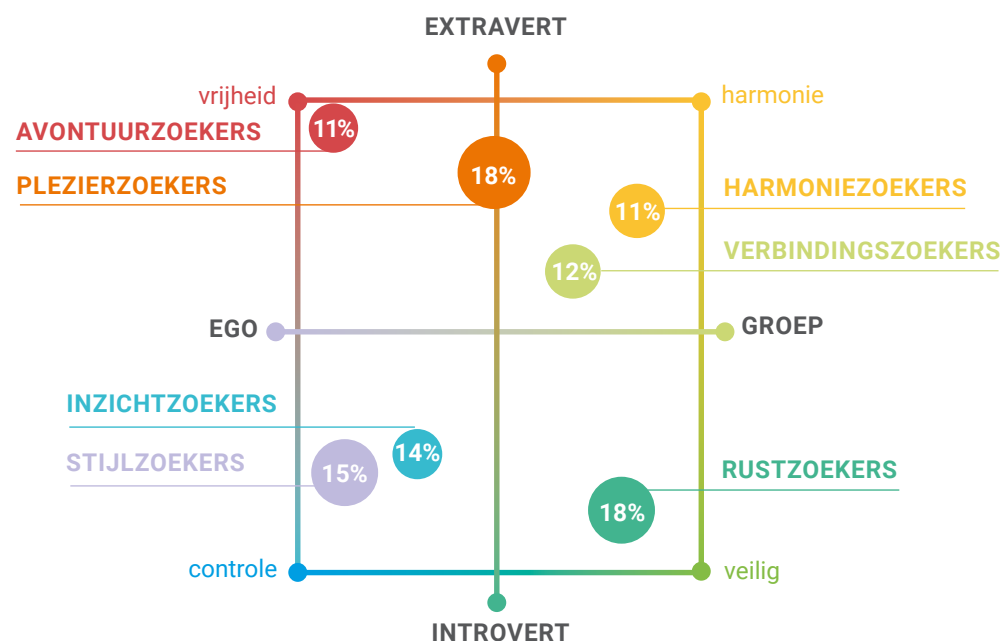 EXTRAVERT
vrijheid
harmonie
AVONTUURZOEKERS
11%
PLEZIERZOEKERS
18%
HARMONIEZOEKERS
11%
VERBINDINGSZOEKERS
12%
EGO
GROEP
INZICHTZOEKERS
14%
STIJLZOEKERS
15%
RUSTZOEKERS
18%
controle
veilig
INTROVERT